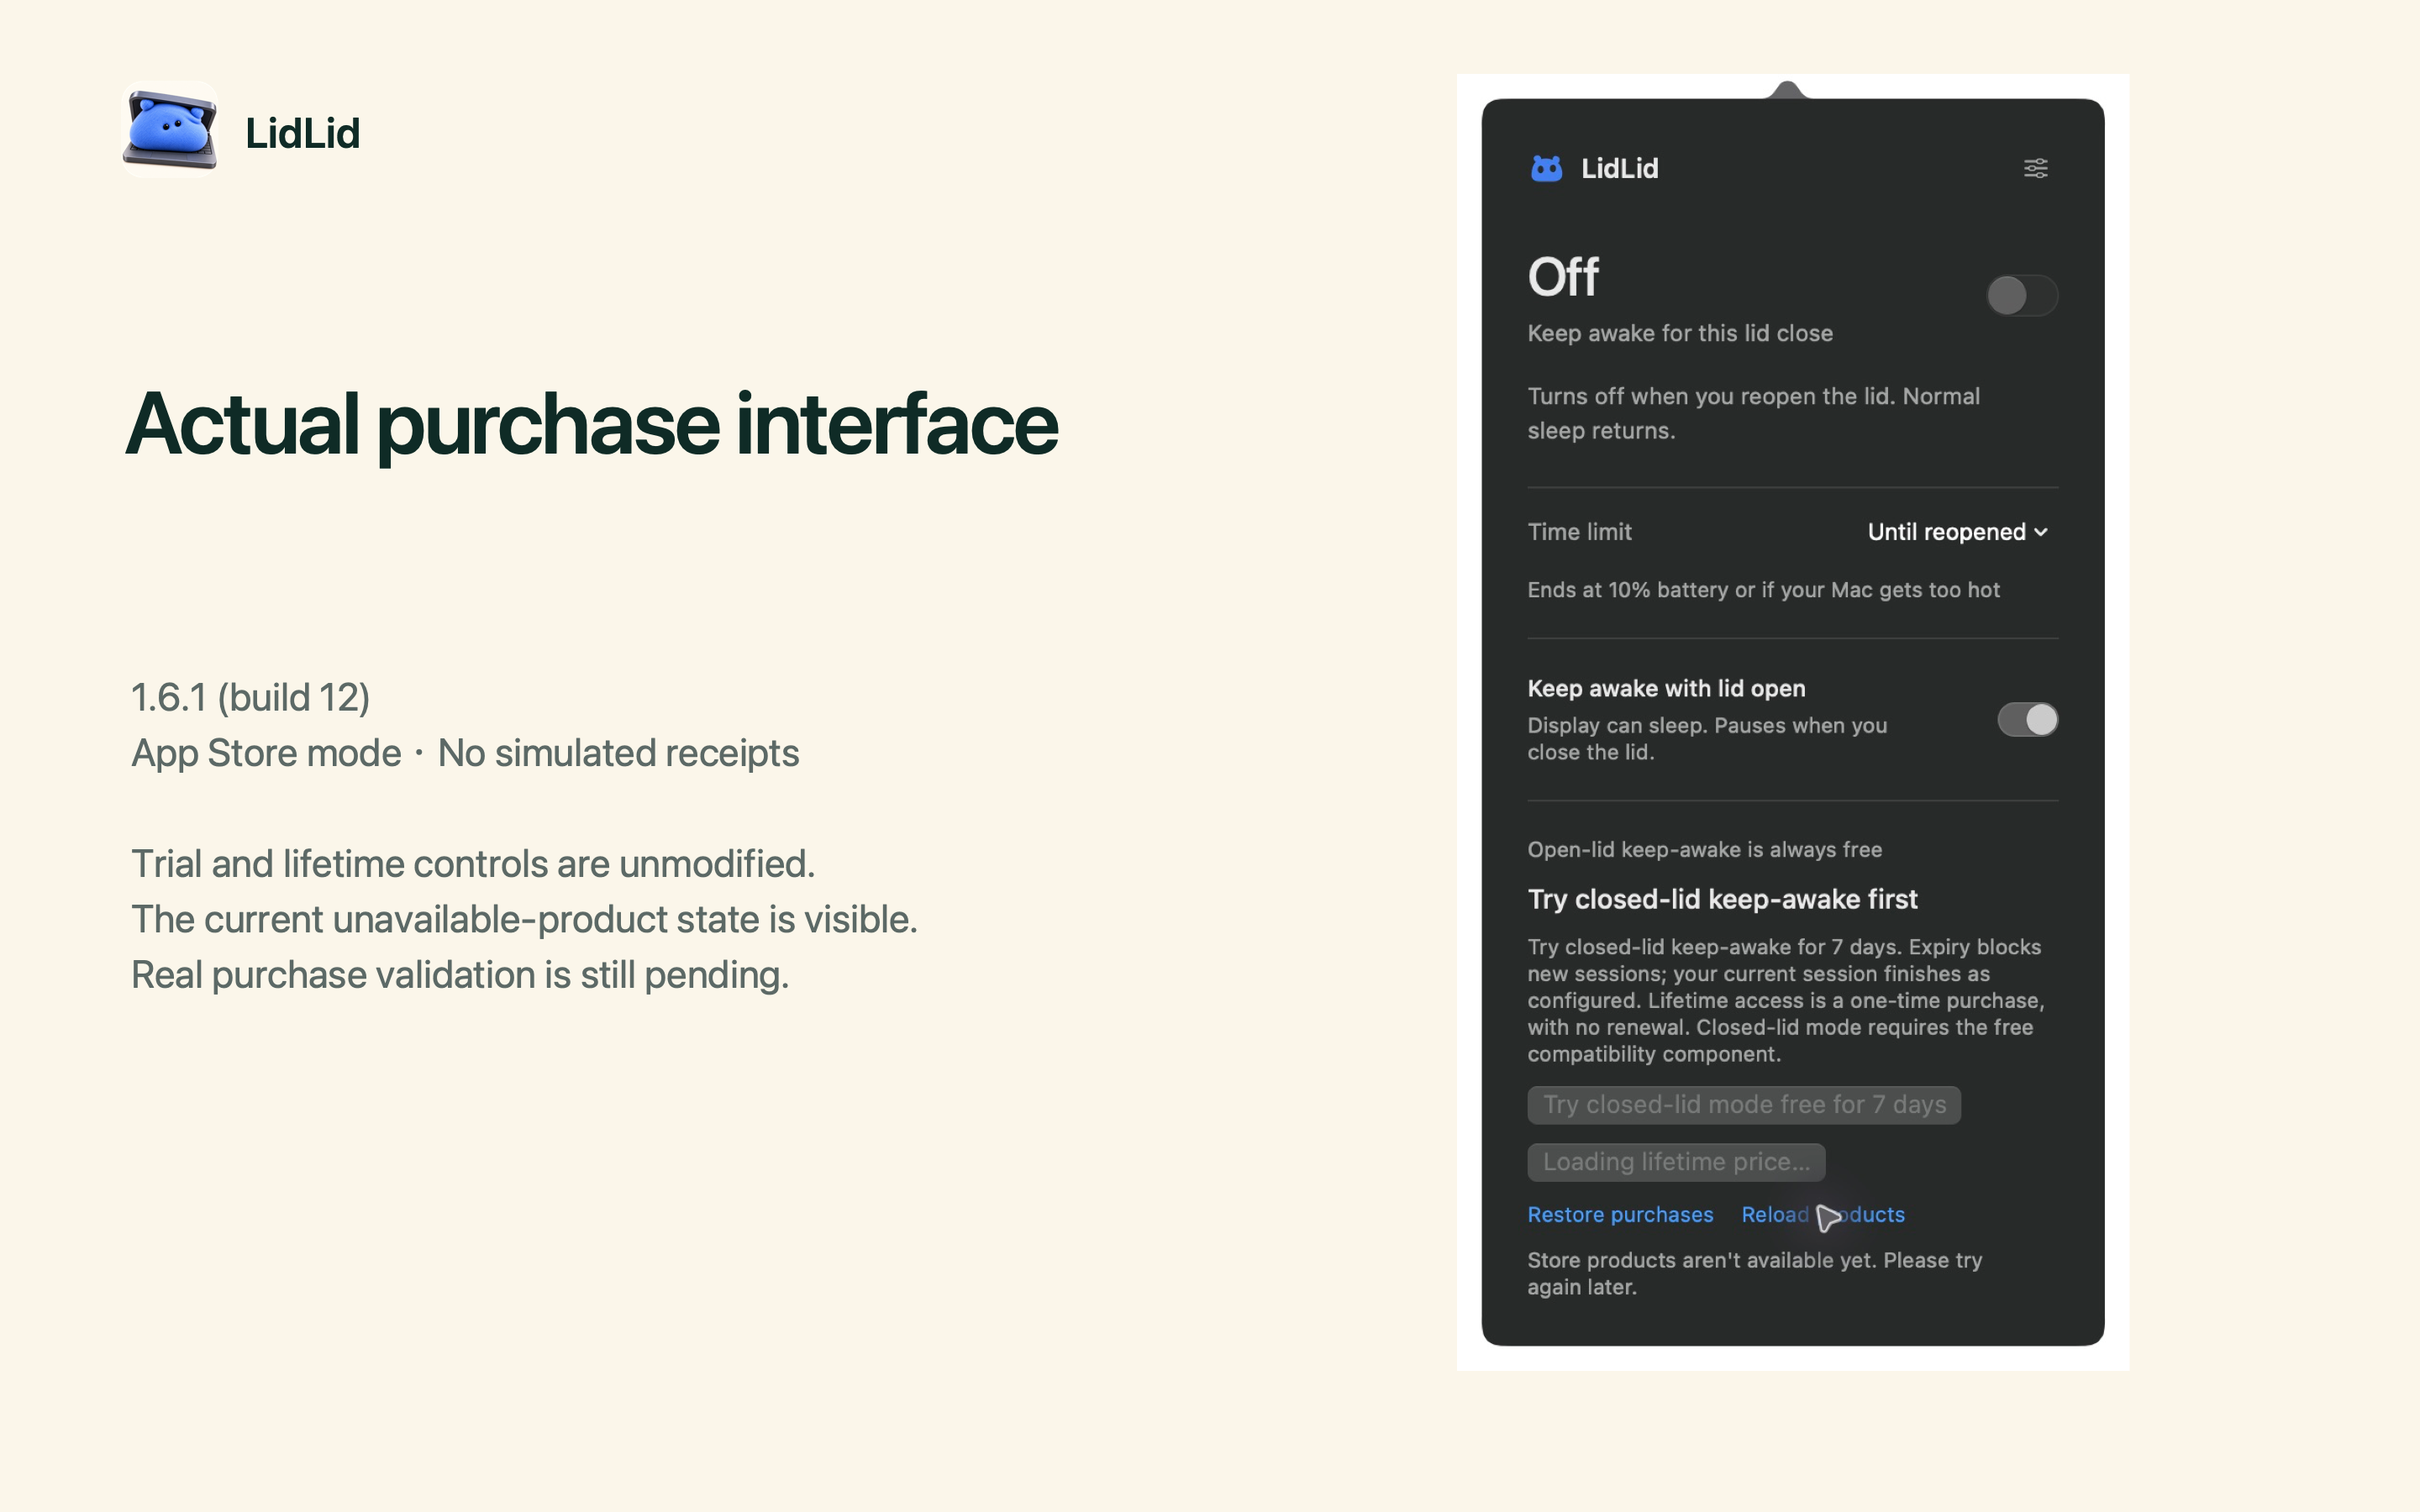 LidLid
Actual purchase interface
1.6.1 (build 12)
App Store mode · No simulated receipts
Trial and lifetime controls are unmodified.
The current unavailable-product state is visible.
Real purchase validation is still pending.
LidLid
Off
Keep awake for this lid close
Turns off when you reopen the lid. Normal
sleep returns.
Time limit
Until reopened
Ends at 10% battery or if your Mac gets too hot
Keep awake with lid open
Display can sleep. Pauses when you
close the lid.
Open-lid keep-awake is always free
Try closed-lid keep-awake first
Try closed-lid keep-awake for 7 days. Expiry blocks
new sessions; your current session finishes as
configured. Lifetime access is a one-time purchase,
with no renewal. Closed-lid mode requires the free
compatibility component.
Try closed-lid mode free for 7 days
Loading lifetime price...
Restore purchases
Reload
Store products aren't available yet. Please try
again later.